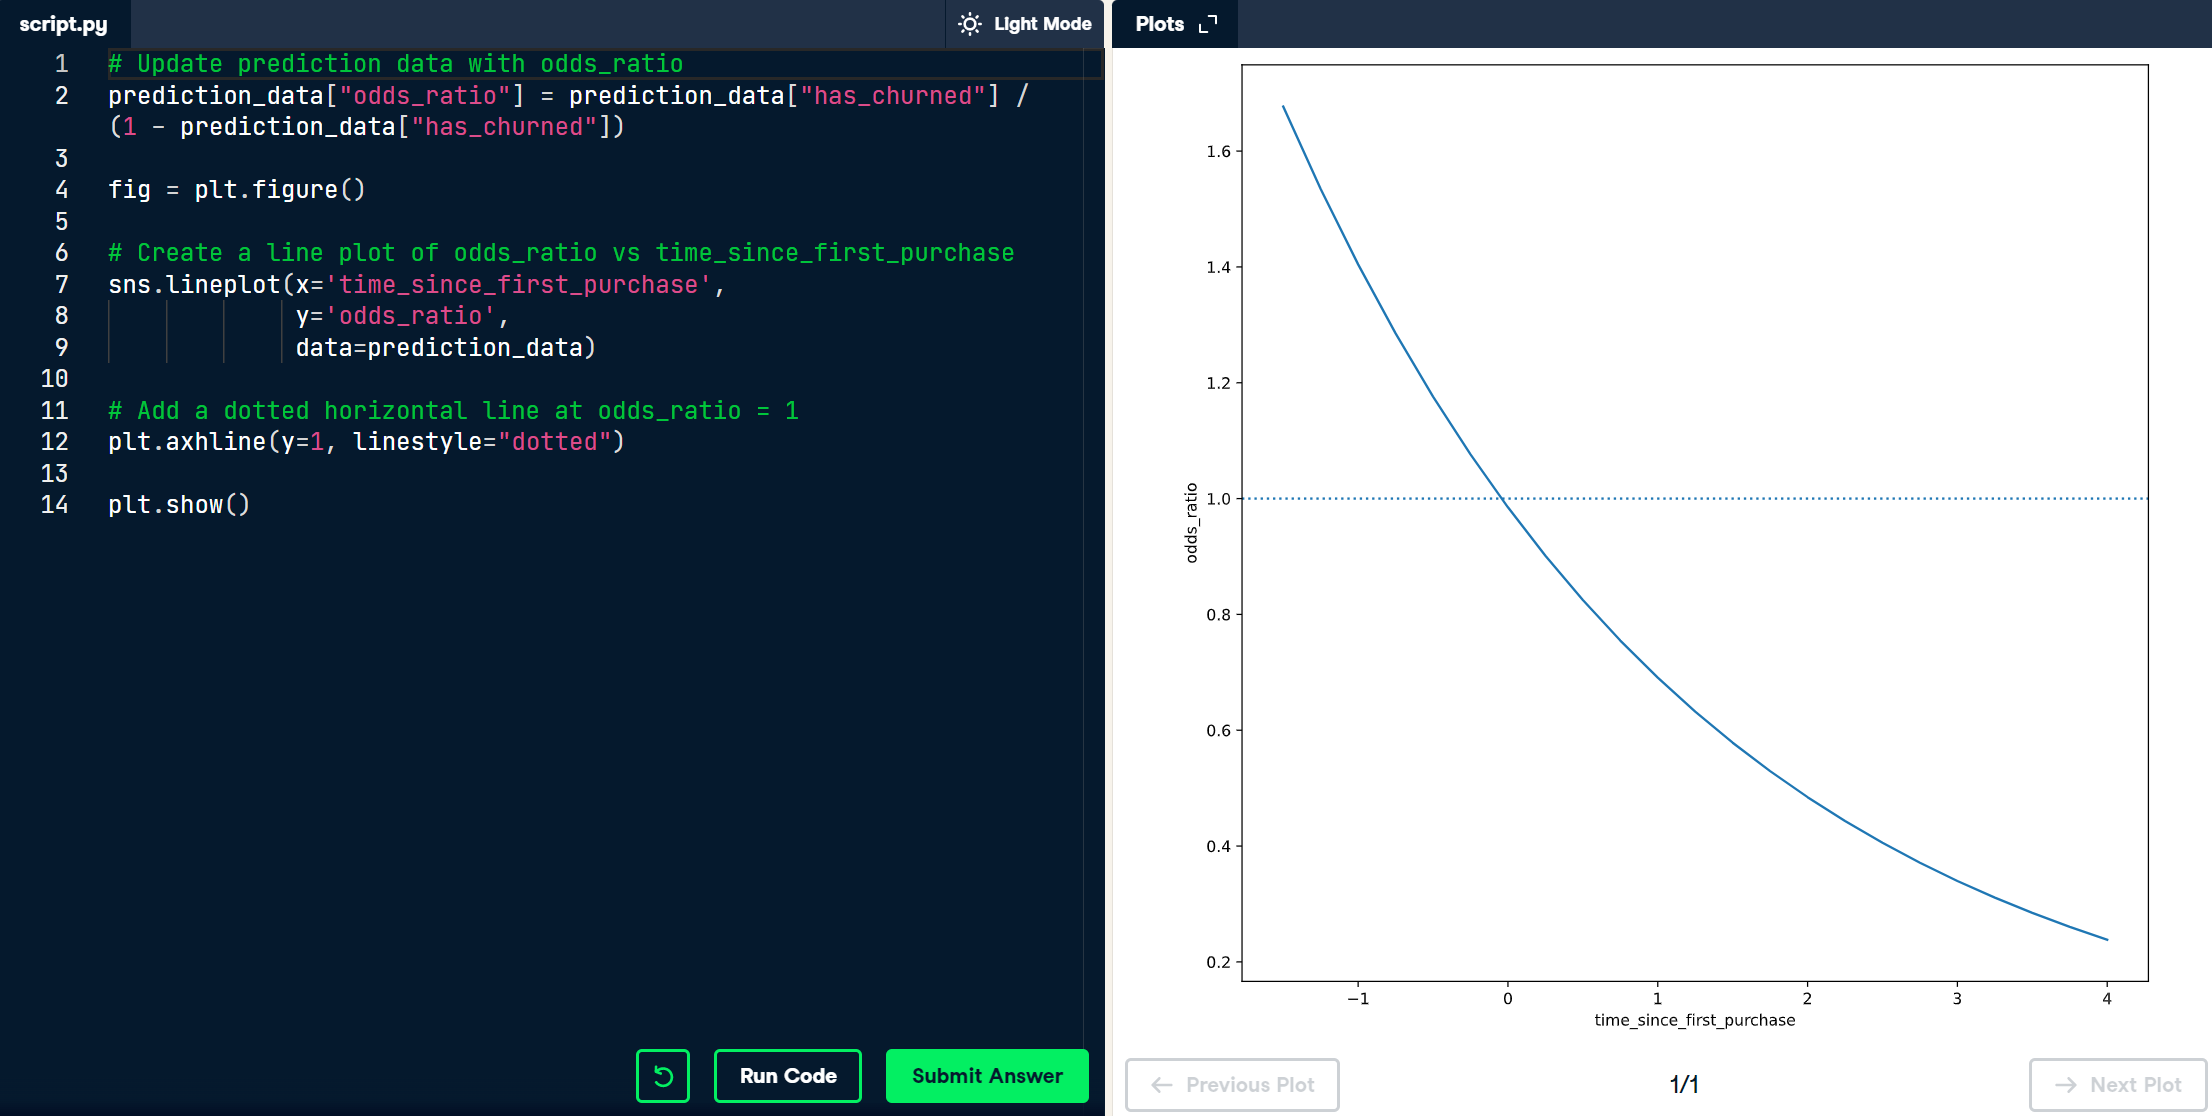 script.py
Light Mode
1 # Update prediction data with odds_ratio
2 prediction_data["odds_ratio"] = prediction_data["has_churned"] /
(1 - prediction_data["has_churned"])
3
4 fig = plt.figure()
5
6 # Create a line plot of odds_ratio vs time_since_first_purchase
7 sns.lineplot(x='time_since_first_purchase',
8 y='odds_ratio',
9 data=prediction_data)
10
11 # Add a dotted horizontal line at odds_ratio = 1
12 plt.axhline(y=1, linestyle="dotted")
13
14 plt.show()
Run Code
Submit Answer
Plots
1.6
1.4
1.2
1.0
0.8
0.6
0.4
0.2
odds_ratio
−1 0 1 2 3 4
time_since_first_purchase
Previous Plot
1/1
Next Plot